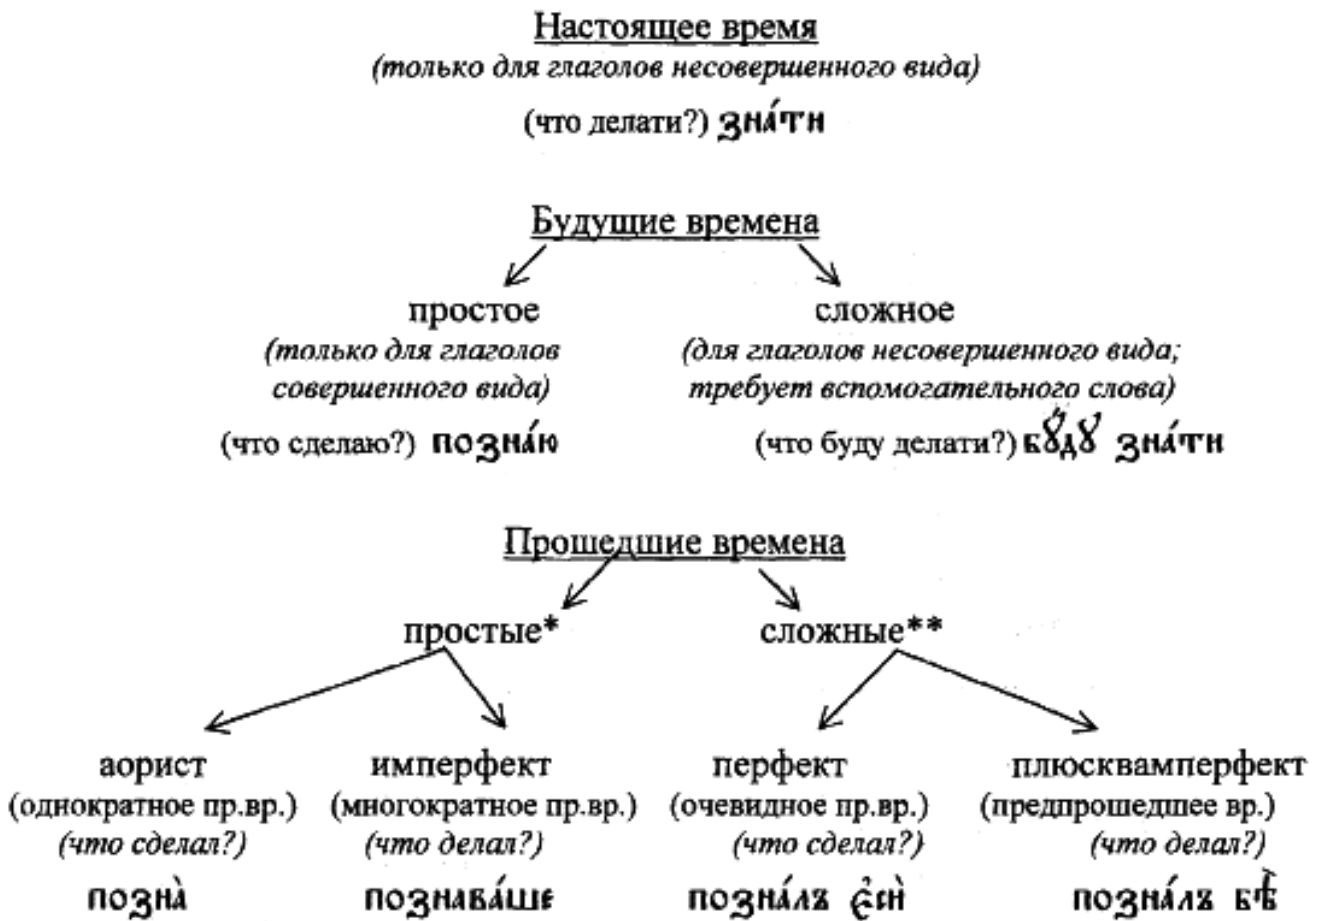 Настоящее время
(только для глаголов несовершенного вида)
(что делати?) зна́ти
Будущие времена
простое сложное
(только для глаголов (для глаголов несовершенного вида;
совершенного вида) требует вспомогательного слова)
(что сделаю?) позна́ю (что буду делати?) бꙋ́дꙋ зна́ти
Прошедшие времена
простые* сложные**
аорист имперфект перфект плюсквамперфект
(однократное пр.вр.) (многократное пр.вр.) (очевидное пр.вр.) (предпрошедшее вр.)
(что сделал?) (что делал?) (что сделал?) (что делал?)
позна̀ познава́ше позна́лъ є҆сѝ позна́лъ бѣ̀